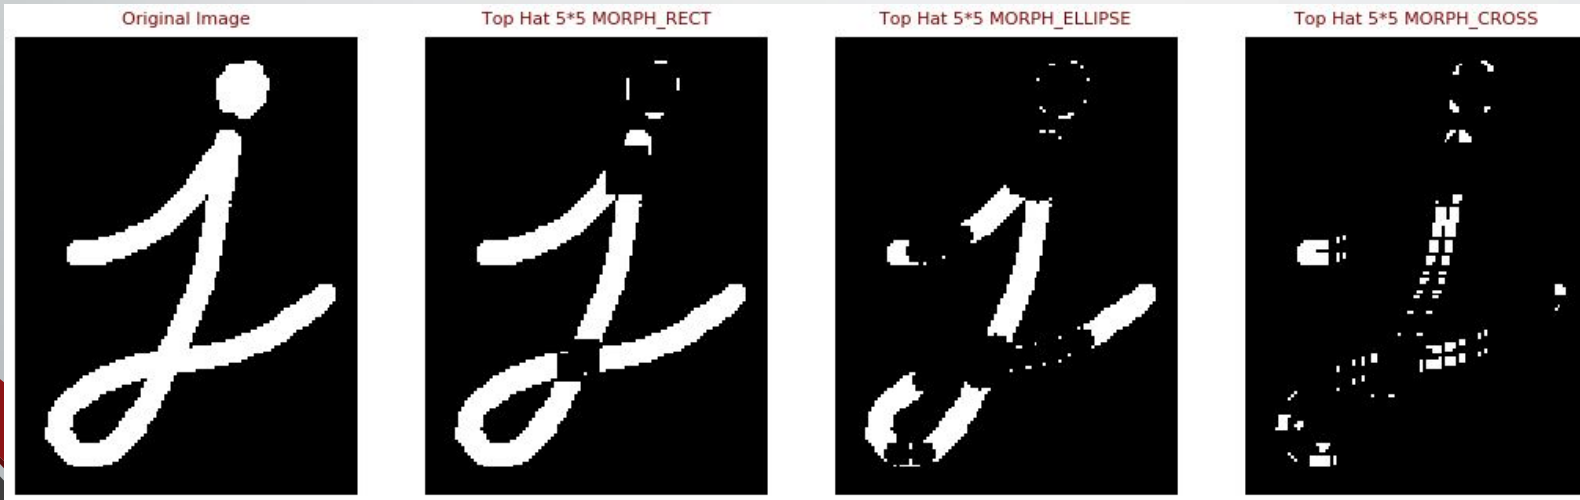 Original Image
Top Hat 5*5 MORPH_RECT
Top Hat 5*5 MORPH_ELLIPSE
Top Hat 5*5 MORPH_CROSS
j